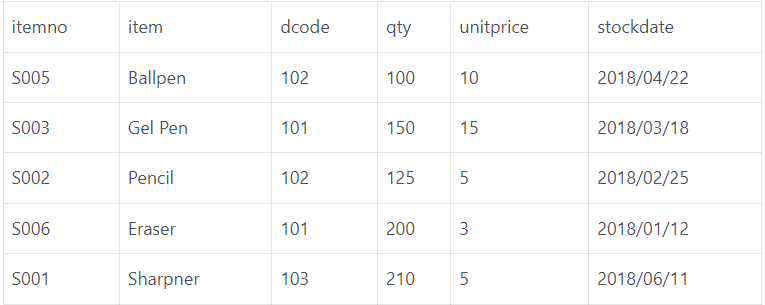 itemno item dcode qty unitprice stockdate
S005 Ballpen 102 100 10 2018/04/22
S003 Gel Pen 101 150 15 2018/03/18
S002 Pencil 102 125 5 2018/02/25
S006 Eraser 101 200 3 2018/01/12
S001 Sharpner 103 210 5 2018/06/11